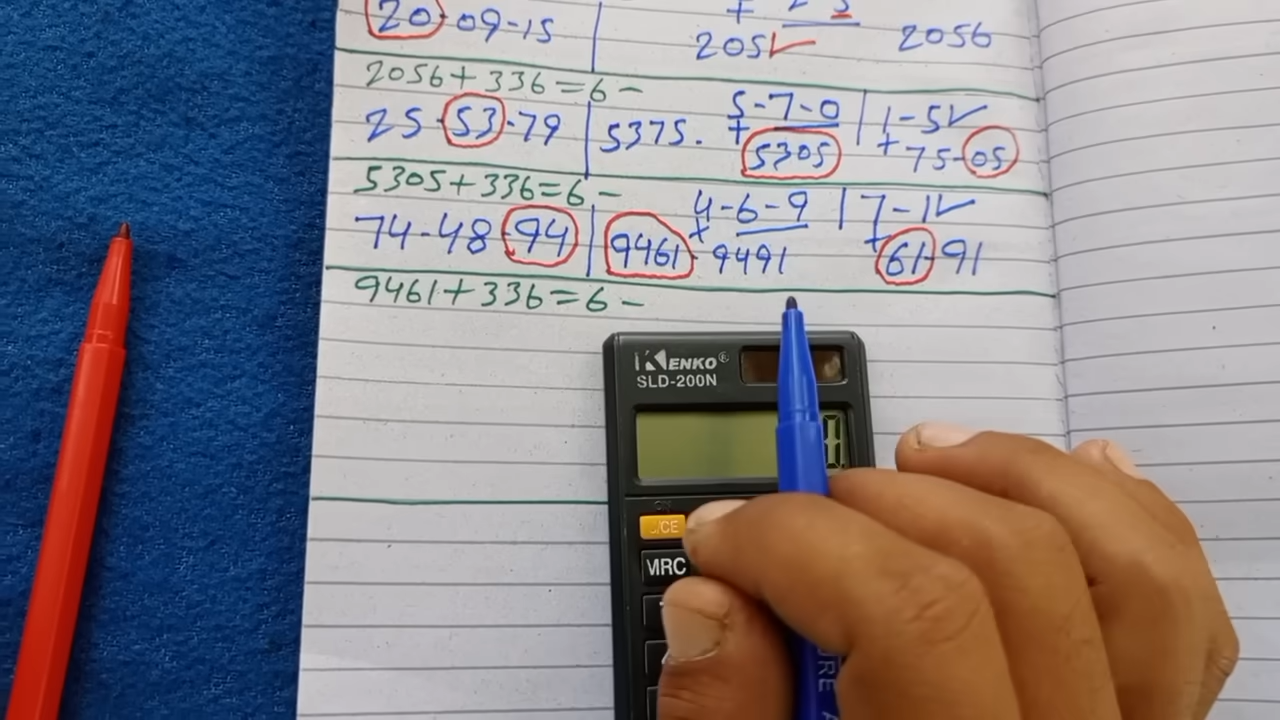 20-09-15
2051 2056
2056+336=6-
25-53-79 5375. 5-7-0 1-5✓
+ 5305 + 75-05
5305+336=6-
74-48-94 9461 4-6-9 7-1✓
+ 9491 + 61-91
9461+336=6-
KENKO®
SLD-200N
ON
MRC